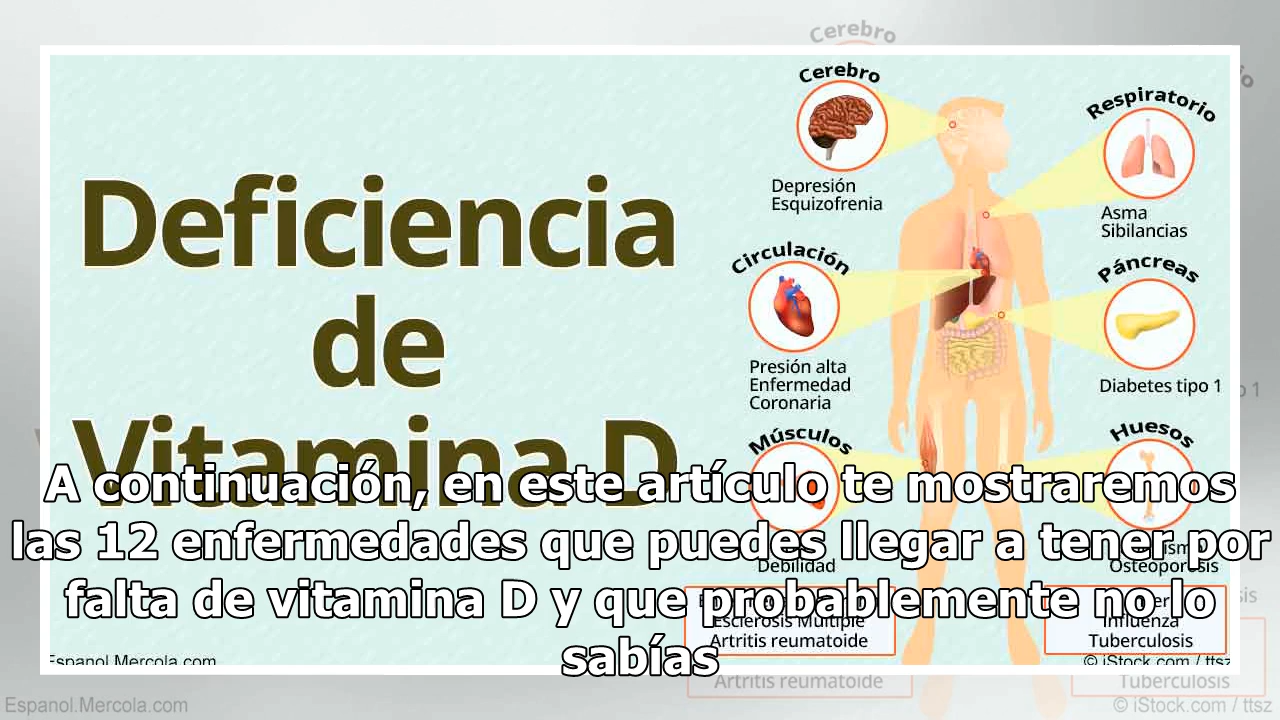 Cerebro
Cerebro
Depresión
Esquizofrenia
Respiratorio
Asma
Sibilancias
Deficiencia
de
Vitamina D
Circulación
Presión alta
Enfermedad
Coronaria
Páncreas
Diabetes tipo 1
Músculos
Debilidad
Huesos
Osteoporosis
Esclerosis Múltiple
Artritis reumatoide
Influenza
Tuberculosis
A continuación, en este artículo te mostraremos
las 12 enfermedades que puedes llegar a tener por
falta de vitamina D y que probablemente no lo
sabías
Espanol.Mercola.com
© iStock.com / ttsz
Artritis reumatoide
Tuberculosis
Espanol.Mercola.com
© iStock.com / ttsz